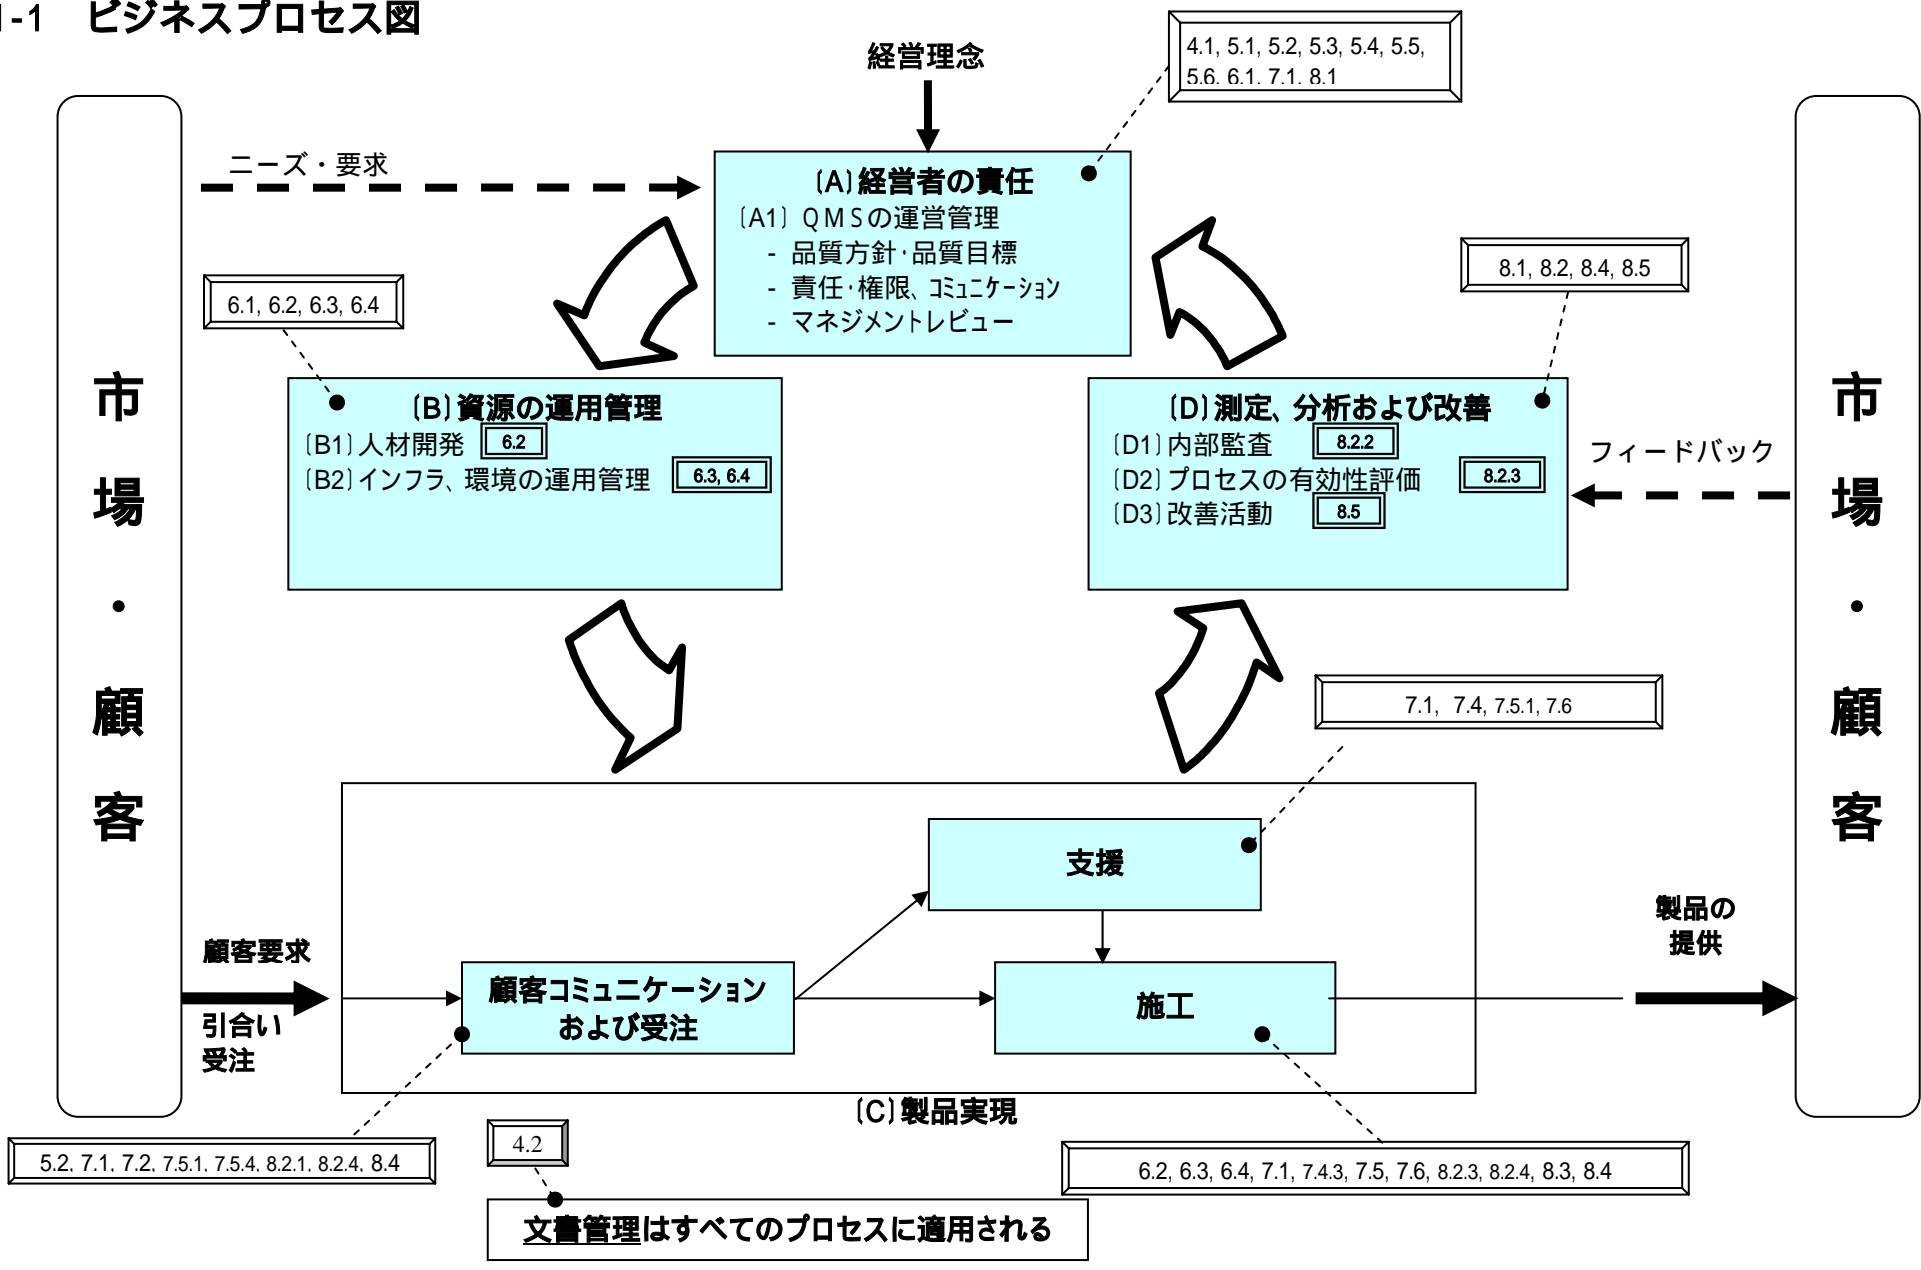 1-1 ビジネスプロセス図
経営理念
4.1, 5.1, 5.2, 5.3, 5.4, 5.5,
5.6, 6.1, 7.1, 8.1
ニーズ・要求
〔A〕経営者の責任
〔A1〕QMSの運営管理
- 品質方針・品質目標
- 責任・権限、コミュニケーション
- マネジメントレビュー
6.1, 6.2, 6.3, 6.4
8.1, 8.2, 8.4, 8.5
〔B〕資源の運用管理
〔B1〕人材開発 6.2
〔B2〕インフラ、環境の運用管理 6.3, 6.4
〔D〕測定、分析および改善
〔D1〕内部監査 8.2.2
〔D2〕プロセスの有効性評価 8.2.3
〔D3〕改善活動 8.5
フィードバック
市場・顧客
市場・顧客
7.1, 7.4, 7.5.1, 7.6
支援
顧客要求
引合い
受注
顧客コミュニケーション
および受注
施工
製品の
提供
〔C〕製品実現
5.2, 7.1, 7.2, 7.5.1, 7.5.4, 8.2.1, 8.2.4, 8.4
4.2
6.2, 6.3, 6.4, 7.1, 7.4.3, 7.5, 7.6, 8.2.3, 8.2.4, 8.3, 8.4
文書管理はすべてのプロセスに適用される